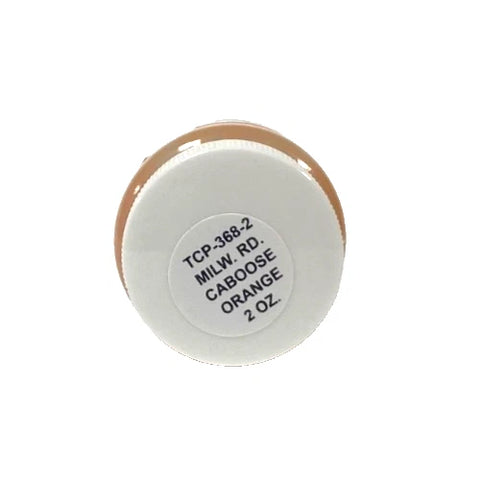 TCP-368-2
MILW. RD.
CABOOSE
ORANGE
2 OZ.